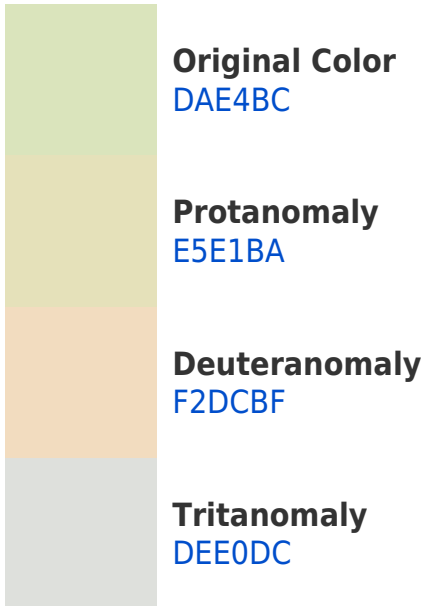 Original Color
DAE4BC
Protanomaly
E5E1BA
Deuteranomaly
F2DCBF
Tritanomaly
DEE0DC